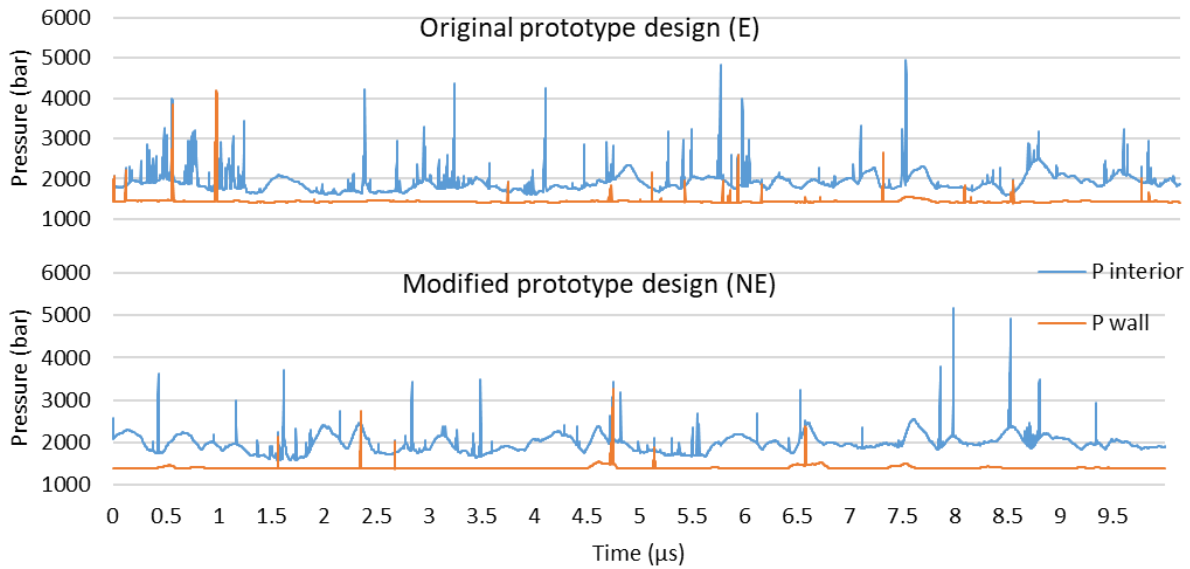 Original prototype design (E)
Pressure (bar)
6000
5000
4000
3000
2000
1000
Modified prototype design (NE)
Pressure (bar)
6000
5000
4000
3000
2000
1000
P interior
P wall
0 0.5 1 1.5 2 2.5 3 3.5 4 4.5 5 5.5 6 6.5 7 7.5 8 8.5 9 9.5
Time (µs)